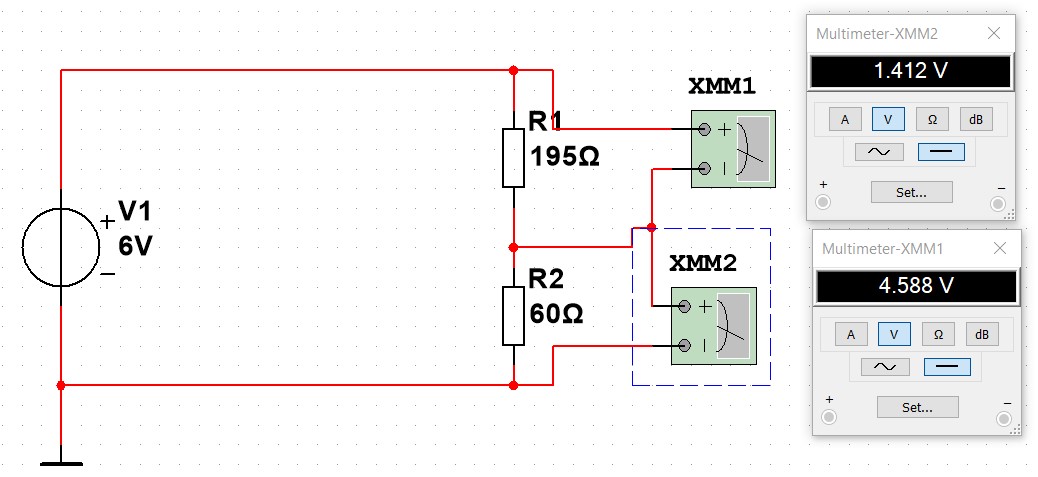 Multimeter-XMM2
1.412 V
A V Ω dB
Set...
+ −
XMM1
+
R1
195Ω
V1
+
6V
−
R2
60Ω
XMM2
+
Multimeter-XMM1
4.588 V
A V Ω dB
Set...
+ −